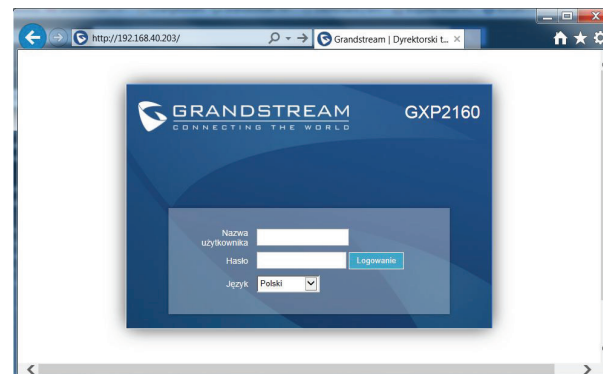 http://192.168.40.203/
Grandstream | Dyrektorski t...
GRANDSTREAM
CONNECTING THE WORLD
GXP2160
Nazwa
użytkownika
Hasło
Logowanie
Język
Polski